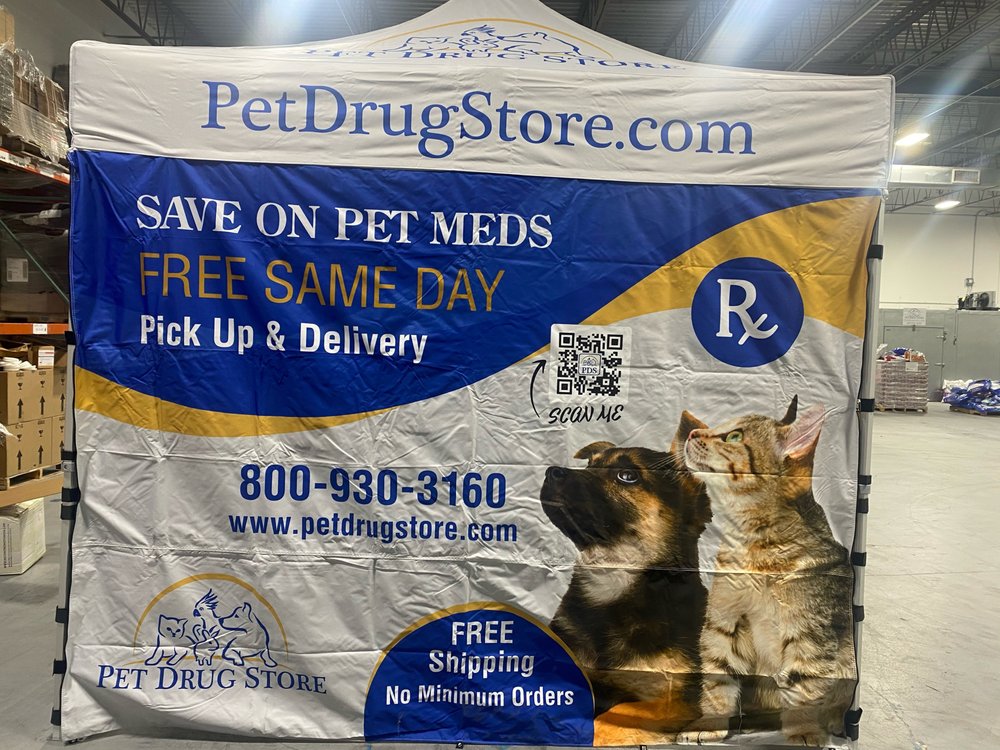 PET DRUG STORE
PetDrugStore.com
SAVE ON PET MEDS
FREE SAME DAY
Pick Up & Delivery
Rx
PDS
SCAN ME
800-930-3160
www.petdrugstore.com
PET DRUG STORE
FREE
Shipping
No Minimum Orders